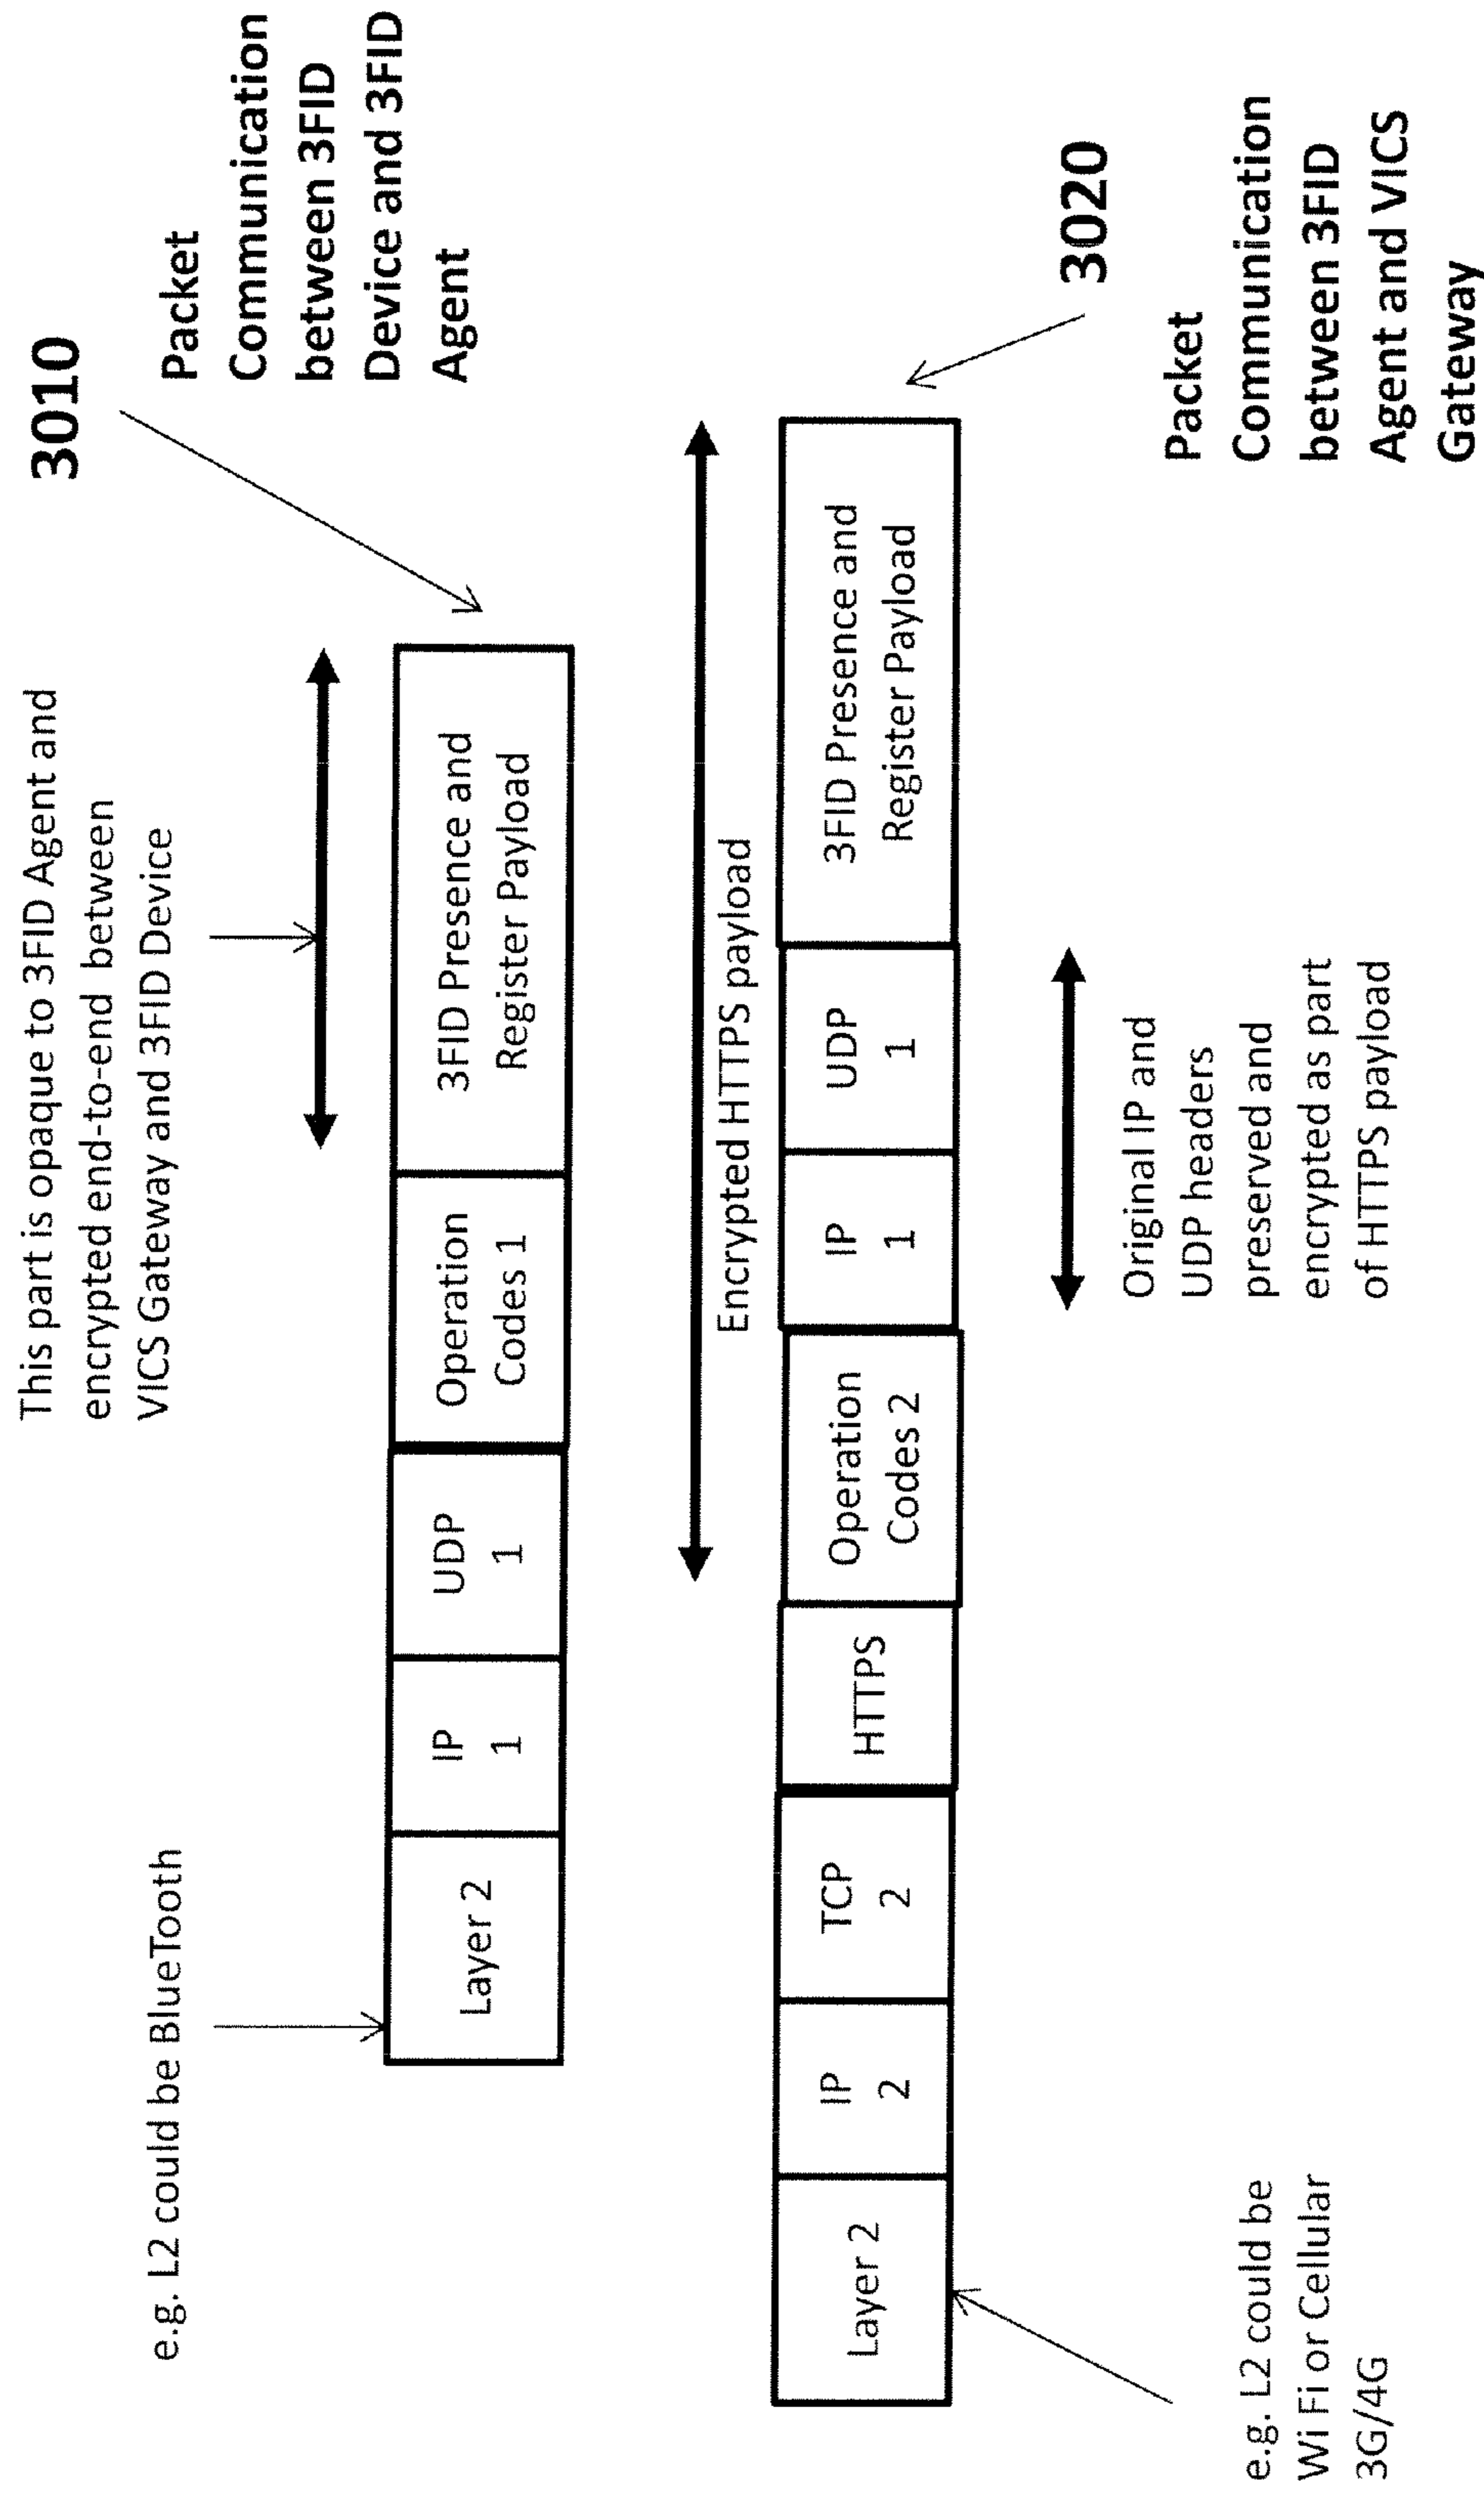 3010
Packet
Communication
between 3FID
Device and 3FID
Agent
This part is opaque to 3FID Agent and
encrypted end-to-end between
VICS Gateway and 3FID Device
e.g. L2 could be BlueTooth
Layer 2
IP
1
UDP
1
Operation
Codes 1
3FID Presence and
Register Payload
Encrypted HTTPS payload
Layer 2
IP
2
TCP
2
HTTPS
Operation
Codes 2
IP
1
UDP
1
3FID Presence and
Register Payload
3020
Packet
Communication
between 3FID
Agent and VICS
Gateway
Original IP and
UDP headers
preserved and
encrypted as part
of HTTPS payload
e.g. L2 could be
Wi Fi or Cellular
3G/4G